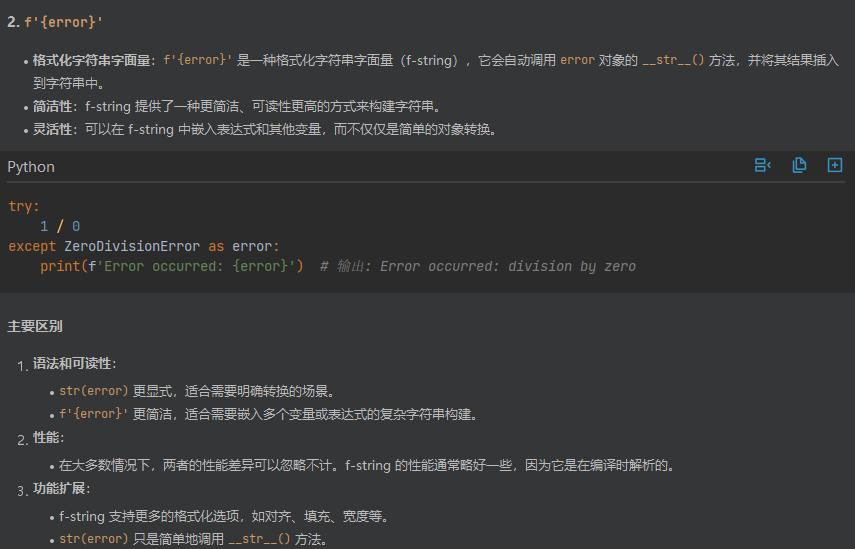 2. f'{error}'
• 格式化字符串字面量：f'{error}' 是一种格式化字符串字面量（f-string），它会自动调用 error 对象的 __str__() 方法，并将其结果插入
到字符串中。
• 简洁性：f-string 提供了一种更简洁、可读性更高的方式来构建字符串。
• 灵活性：可以在 f-string 中嵌入表达式和其他变量，而不仅仅是简单的对象转换。
Python
try:
    1 / 0
except ZeroDivisionError as error:
    print(f'Error occurred: {error}')  # 输出: Error occurred: division by zero
主要区别
1. 语法和可读性：
• str(error) 更显式，适合需要明确转换的场景。
• f'{error}' 更简洁，适合需要嵌入多个变量或表达式的复杂字符串构建。
2. 性能：
• 在大多数情况下，两者的性能差异可以忽略不计。f-string 的性能通常略好一些，因为它是在编译时解析的。
3. 功能扩展：
• f-string 支持更多的格式化选项，如对齐、填充、宽度等。
• str(error) 只是简单地调用 __str__() 方法。